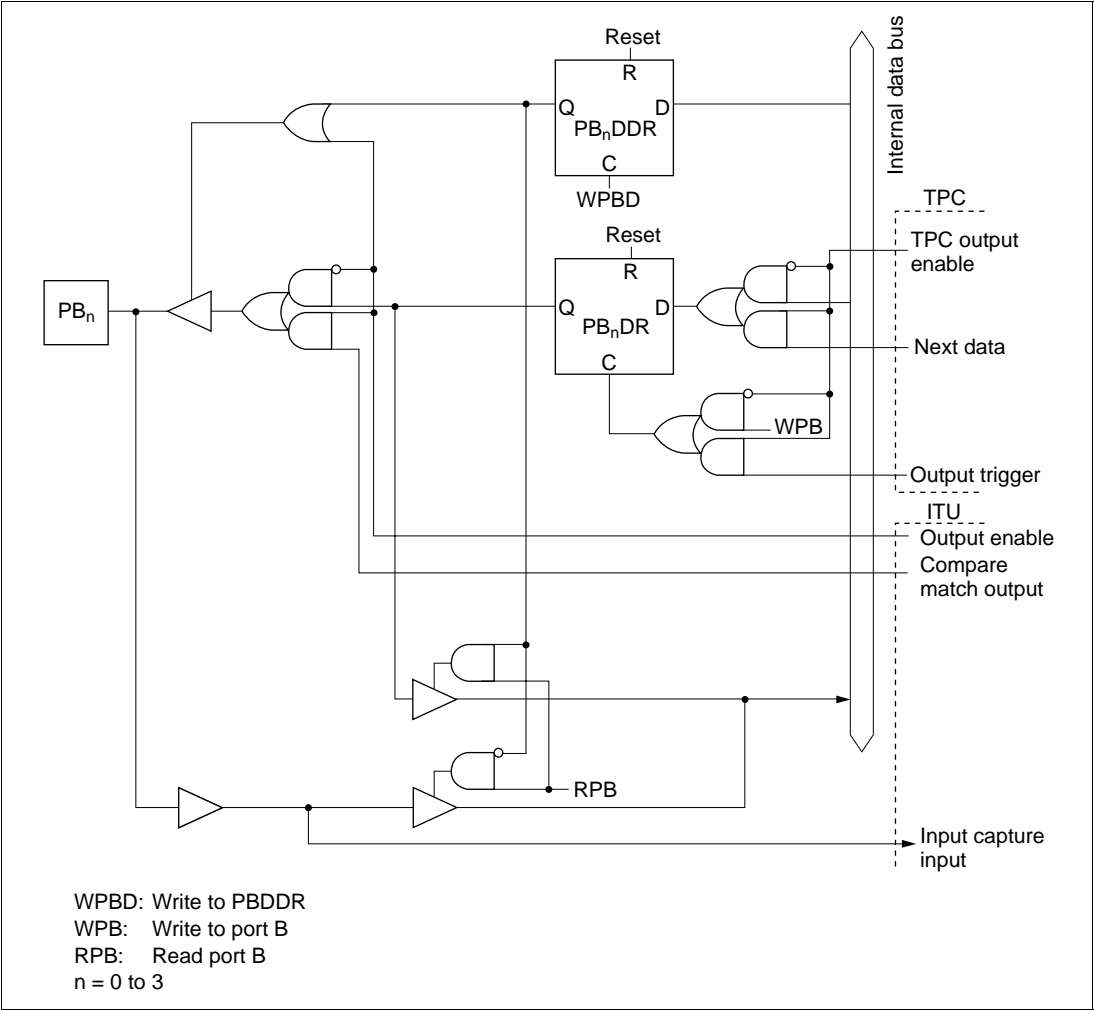 Reset
R
Q
D
PBnDDR
C
WPBD
Internal data bus
TPC
TPC output
enable
Reset
R
Q
D
PBnDR
C
PBn
Next data
WPB
Output trigger
ITU
Output enable
Compare
match output
RPB
Input capture
input
WPBD: Write to PBDDR
WPB: Write to port B
RPB: Read port B
n = 0 to 3